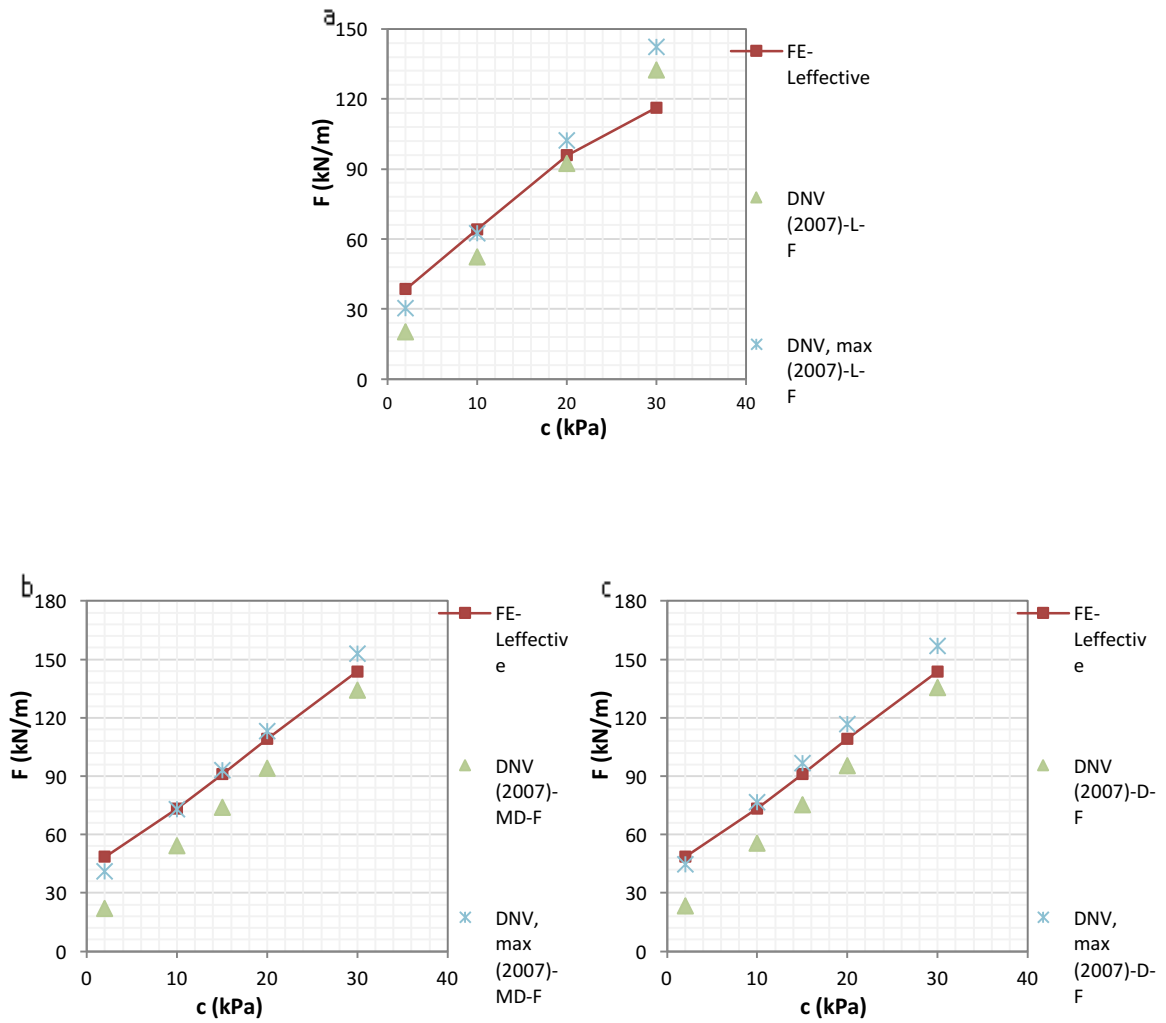 a
150
120
90
60
30
0
F (kN/m)
0 10 20 30 40
c (kPa)
FE-
Leffective
DNV
(2007)-L-
F
DNV, max
(2007)-L-
F
b
180
150
120
90
60
30
0
F (kN/m)
0 10 20 30 40
c (kPa)
FE-
Leffectiv
e
DNV
(2007)-
MD-F
DNV,
max
(2007)-
MD-F
c
180
150
120
90
60
30
0
F (kN/m)
0 10 20 30 40
c (kPa)
FE-
Leffectiv
e
DNV
(2007)-D-
F
DNV,
max
(2007)-D-
F